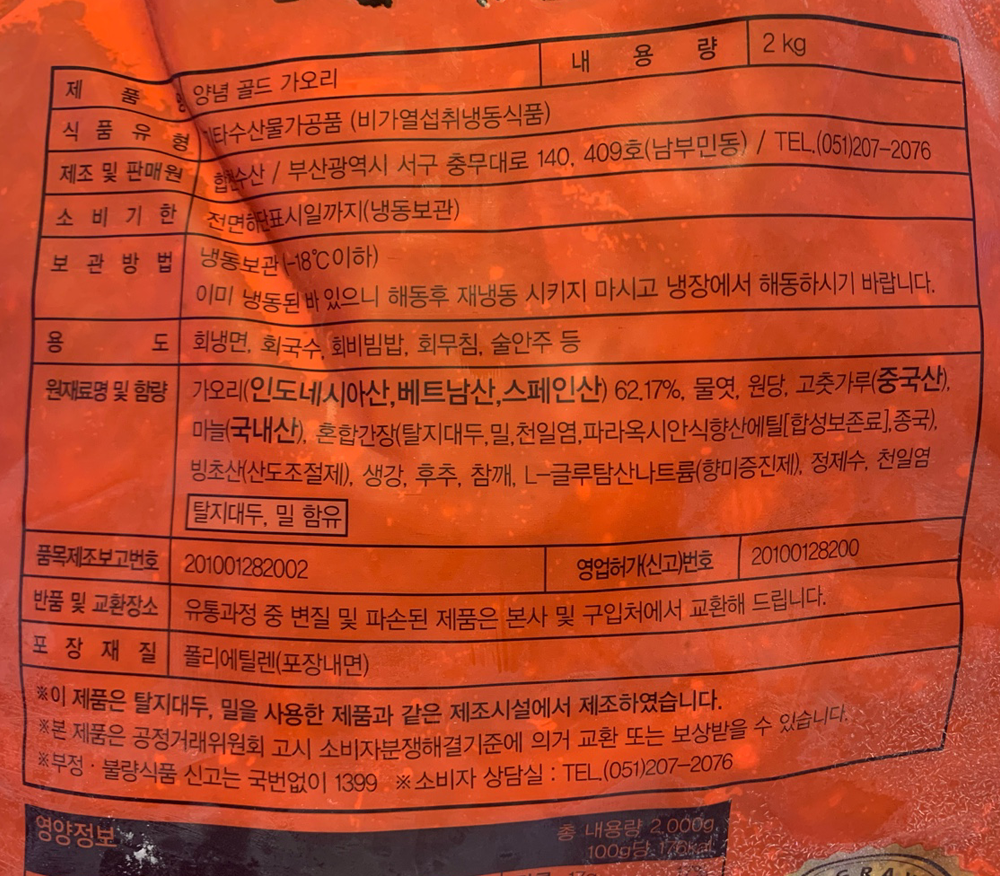 제 품 명 양념 골드 가오리 내 용 량 2 kg
식 품 유 형 기타수산물가공품 (비가열섭취냉동식품)
제조 및 판매원 수산 / 부산광역시 서구 충무대로 140, 409호(남부민동) / TEL.(051)207-2076
소 비 기 한 전면하단표시일까지(냉동보관)
보 관 방 법 냉동보관(-18℃이하)
이미 냉동된 바 있으니 해동후 재냉동 시키지 마시고 냉장에서 해동하시기 바랍니다.
용 도 회냉면, 회국수, 회비빔밥, 회무침, 술안주 등
원재료명 및 함량 가오리(인도네시아산,베트남산,스페인산) 62.17%, 물엿, 원당, 고춧가루(중국산),
마늘(국내산), 혼합간장(탈지대두,밀,천일염,파라옥시안식향산에틸[합성보존료],종국),
빙초산(산도조절제), 생강, 후추, 참깨, L-글루탐산나트륨(향미증진제), 정제수, 천일염
탈지대두, 밀 함유
품목제조보고번호 201001282002 영업허가(신고)번호 20100128200
반품 및 교환장소 유통과정 중 변질 및 파손된 제품은 본사 및 구입처에서 교환해 드립니다.
포 장 재 질 폴리에틸렌(포장내면)
※이 제품은 탈지대두, 밀을 사용한 제품과 같은 제조시설에서 제조하였습니다.
※본 제품은 공정거래위원회 고시 소비자분쟁해결기준에 의거 교환 또는 보상받을 수 있습니다.
※부정·불량식품 신고는 국번없이 1399 ※소비자 상담실 : TEL.(051)207-2076
영양정보 총 내용량 2,000g
100g당 176kcal